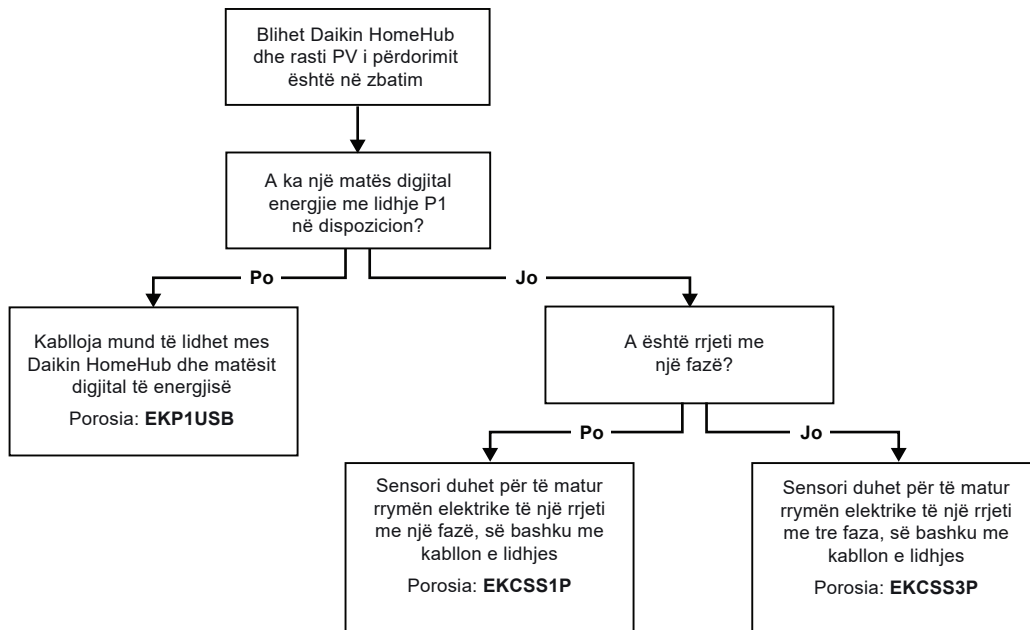 Blihet Daikin HomeHub
dhe rasti PV i përdorimit
është në zbatim
A ka një matës digjital
energjie me lidhje P1
në dispozicion?
Po
Jo
Kablloja mund të lidhet mes
Daikin HomeHub dhe matësit
digjital të energjisë
Porosia: EKP1USB
A është rrjeti me
një fazë?
Po
Jo
Sensori duhet për të matur
rrymën elektrike të një rrjeti
me një fazë, së bashku me
kabllon e lidhjes
Porosia: EKCSS1P
Sensori duhet për të matur
rrymën elektrike të një rrjeti
me tre faza, së bashku me
kabllon e lidhjes
Porosia: EKCSS3P